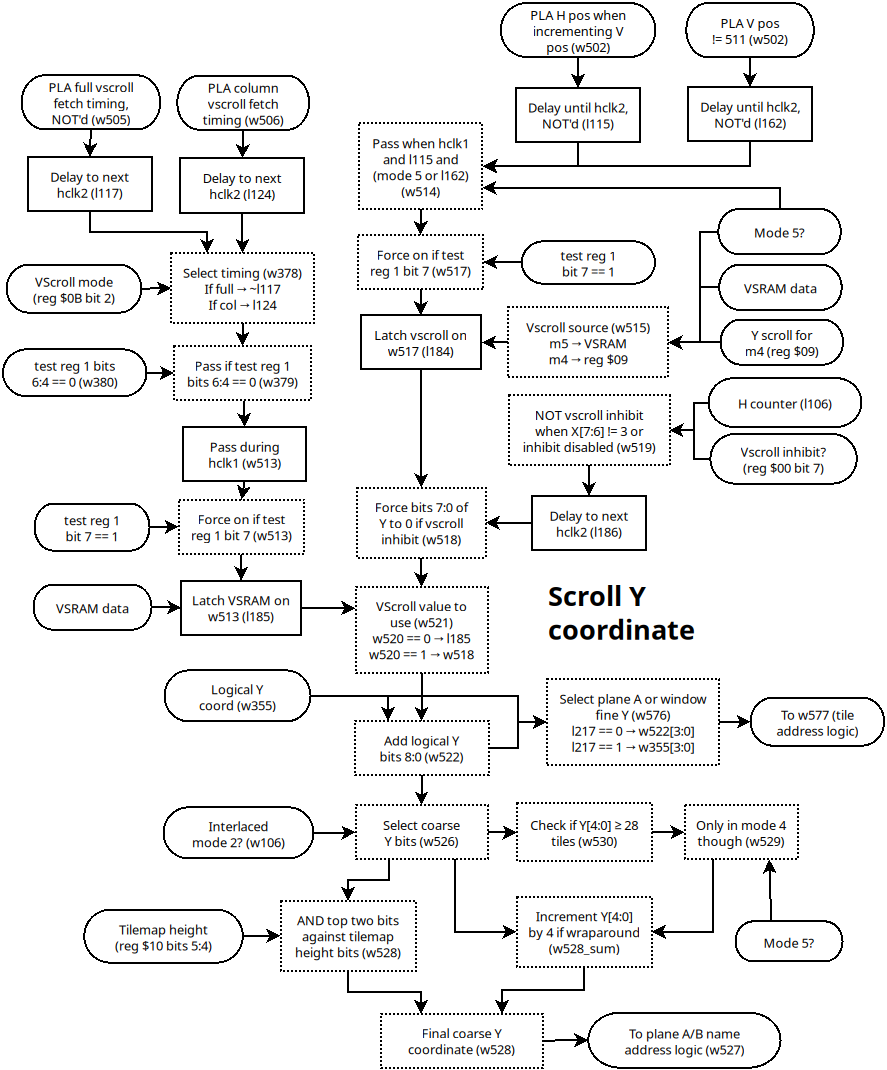 PLA H pos when
incrementing V
pos (w502)
PLA V pos
!= 511 (w502)
PLA full vscroll
fetch timing,
NOT'd (w505)
PLA column
vscroll fetch
timing (w506)
Delay until hclk2,
NOT'd (l115)
Delay until hclk2,
NOT'd (l162)
Pass when hclk1
and l115 and
(mode 5 or l162)
(w514)
Delay to next
hclk2 (l117)
Delay to next
hclk2 (l124)
Mode 5?
VScroll mode
(reg $0B bit 2)
Select timing (w378)
If full → ~l117
If col → l124
Force on if test
reg 1 bit 7 (w517)
test reg 1
bit 7 == 1
VSRAM data
Latch vscroll on
w517 (l184)
Vscroll source (w515)
m5 → VSRAM
m4 → reg $09
Y scroll for
m4 (reg $09)
test reg 1 bits
6:4 == 0 (w380)
Pass if test reg 1
bits 6:4 == 0 (w379)
H counter (l106)
NOT vscroll inhibit
when X[7:6] != 3 or
inhibit disabled (w519)
Vscroll inhibit?
(reg $00 bit 7)
Pass during
hclk1 (w513)
test reg 1
bit 7 == 1
Force on if test
reg 1 bit 7 (w513)
Force bits 7:0 of
Y to 0 if vscroll
inhibit (w518)
Delay to next
hclk2 (l186)
VSRAM data
Latch VSRAM on
w513 (l185)
VScroll value to
use (w521)
w520 == 0 → l185
w520 == 1 → w518
Scroll Y
coordinate
Logical Y
coord (w355)
Select plane A or window
fine Y (w576)
l217 == 0 → w522[3:0]
l217 == 1 → w355[3:0]
To w577 (tile
address logic)
Add logical Y
bits 8:0 (w522)
Interlaced
mode 2? (w106)
Select coarse
Y bits (w526)
Check if Y[4:0] ≥ 28
tiles (w530)
Only in mode 4
though (w529)
Tilemap height
(reg $10 bits 5:4)
AND top two bits
against tilemap
height bits (w528)
Increment Y[4:0]
by 4 if wraparound
(w528_sum)
Mode 5?
Final coarse Y
coordinate (w528)
To plane A/B name
address logic (w527)